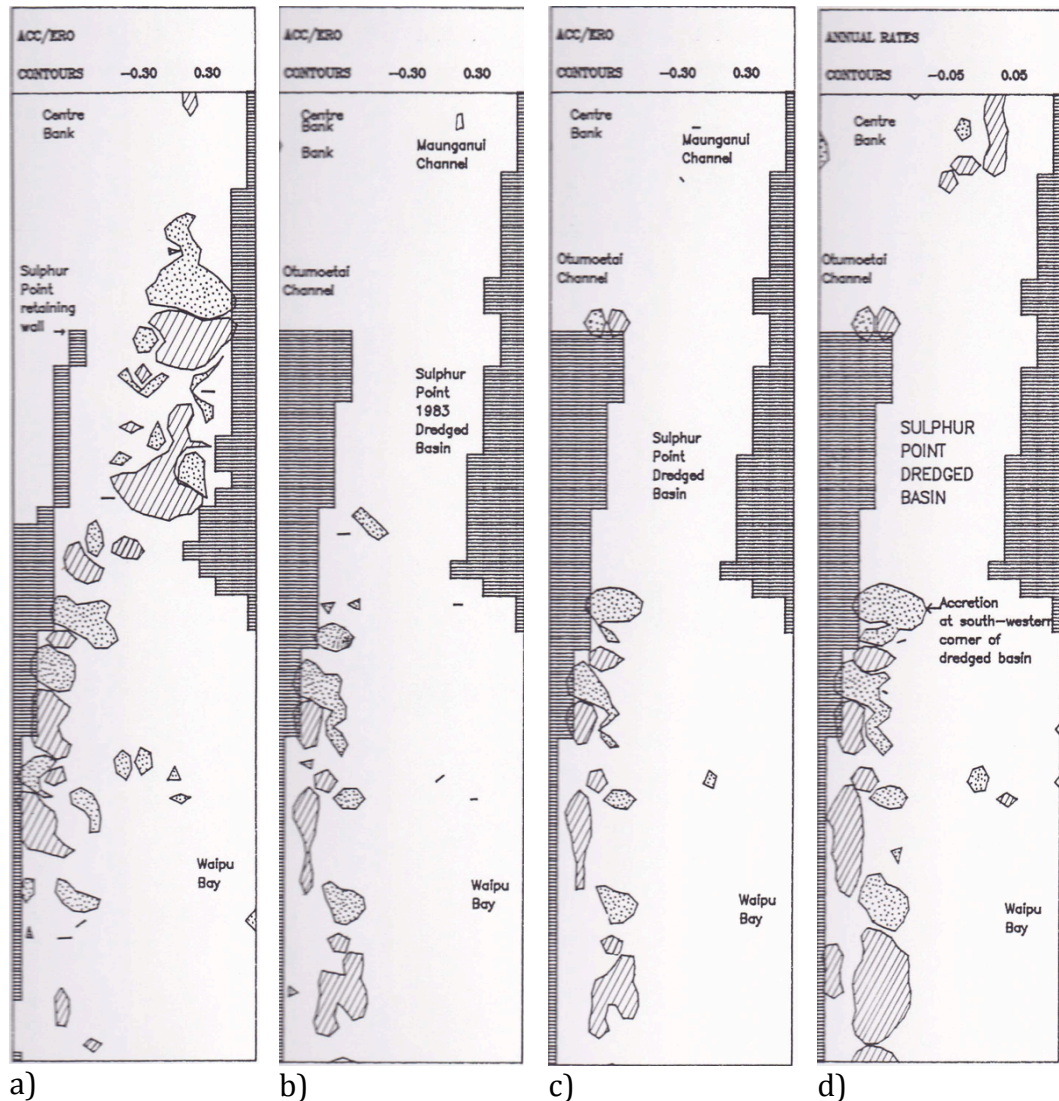 ACC/ERO
CONTOURS -0.30 0.30
Centre
Bank
Sulphur
Point
retaining
wall →
Waipu
Bay
a)
ACC/ERO
CONTOURS -0.30 0.30
Centre
Bank
Bank
Maunganui
Channel
Otumoetai
Channel
Sulphur
Point
1983
Dredged
Basin
Waipu
Bay
b)
ACC/ERO
CONTOURS -0.30 0.30
Centre
Bank
Maunganui
Channel
Otumoetai
Channel
Sulphur
Point
Dredged
Basin
Waipu
Bay
c)
ANNUAL RATES
CONTOURS -0.05 0.05
Centre
Bank
Otumoetai
Channel
SULPHUR
POINT
DREDGED
BASIN
←Accretion
at south-western
corner of
dredged basin
Waipu
Bay
d)